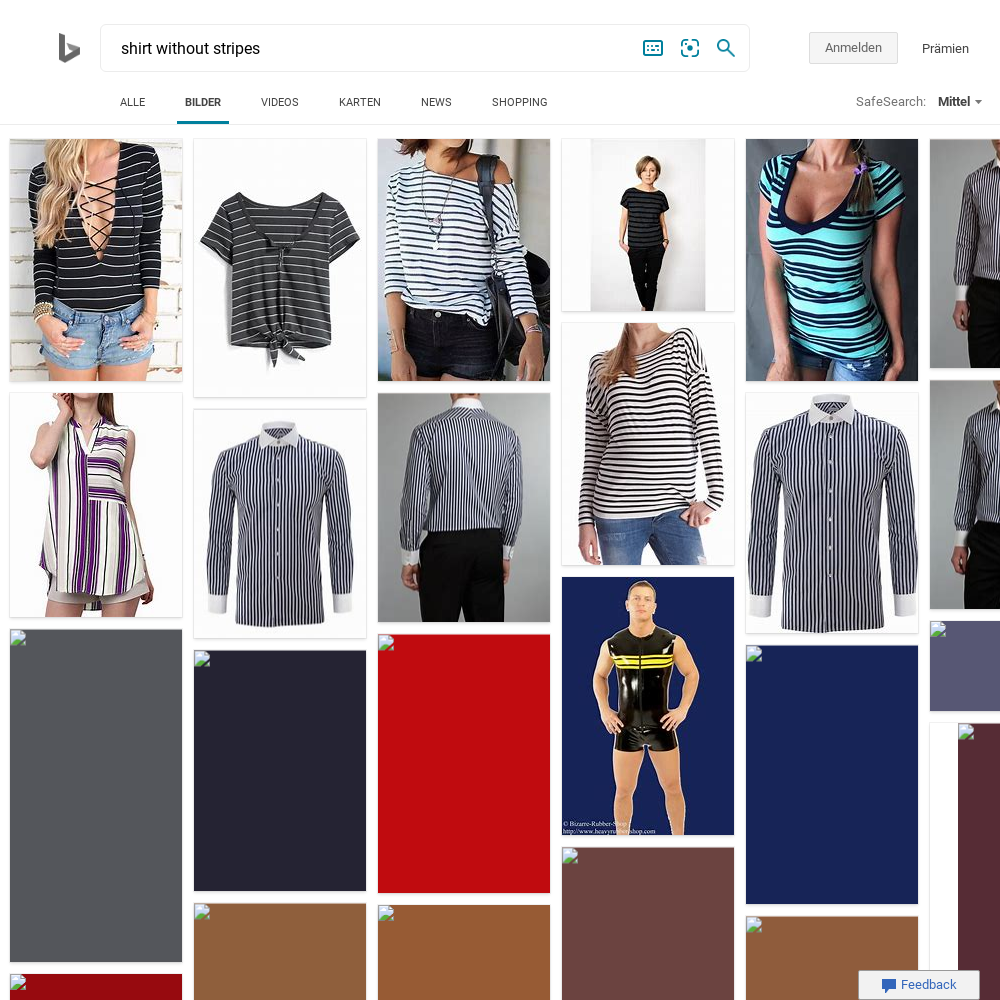 shirt without stripes
Anmelden
Prämien
ALLE
BILDER
VIDEOS
KARTEN
NEWS
SHOPPING
SafeSearch: Mittel
© Bizarre-Rubber-Shop
http://www.heavyrubbershop.com
Feedback